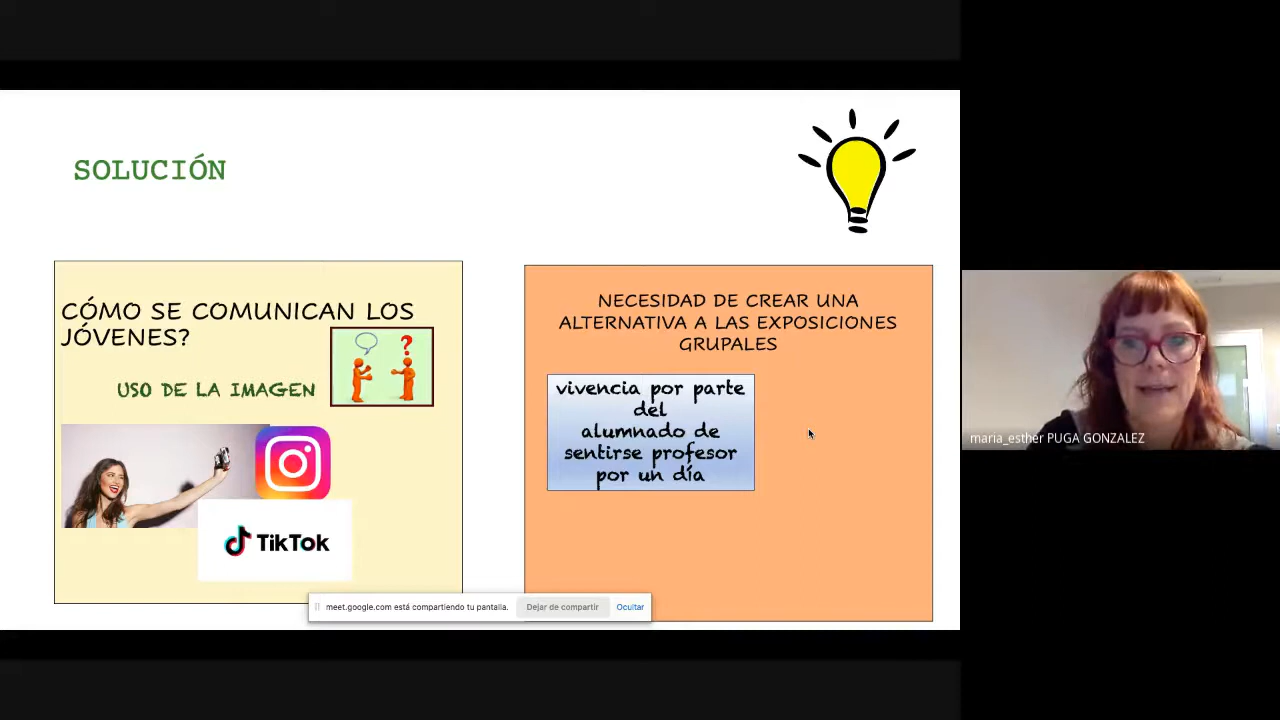 SOLUCIÓN
CÓMO SE COMUNICAN LOS
JÓVENES?
?
USO DE LA IMAGEN
TikTok
NECESIDAD DE CREAR UNA
ALTERNATIVA A LAS EXPOSICIONES
GRUPALES
vivencia por parte
del
alumnado de
sentirse profesor
por un día
meet.google.com está compartiendo tu pantalla.
Dejar de compartir
Ocultar
maria_esther PUGA GONZALEZ